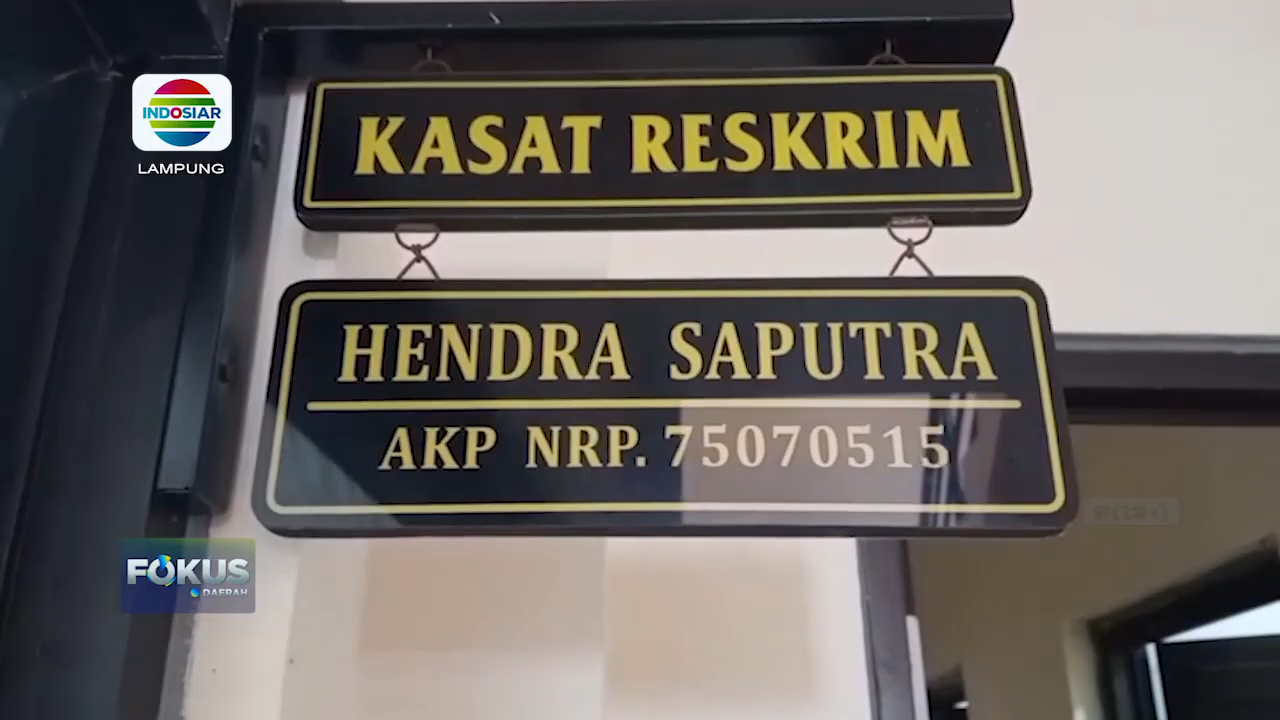 INDOSIAR
LAMPUNG
KASAT RESKRIM
HENDRA SAPUTRA
AKP NRP. 75070515
FOKUS
DAERAH